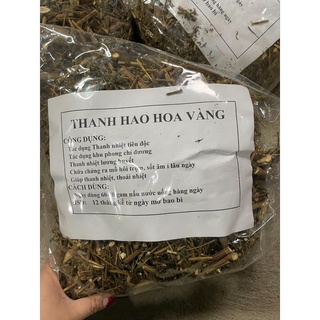 THANH HAO HOA VÀNG
CÔNG DỤNG:
Tác dụng Thanh nhiệt tiêu độc
Tác dụng khu phong chỉ dương
Thanh nhiệt lương huyết
Chữa chứng ra mồ hôi trộm, sốt âm ỉ lâu ngày
Giúp thanh nhiệt, thoái nhiệt
CÁCH DÙNG:
dùng nấu nước uống hàng ngày
12 tháng kể từ ngày mở bao bì